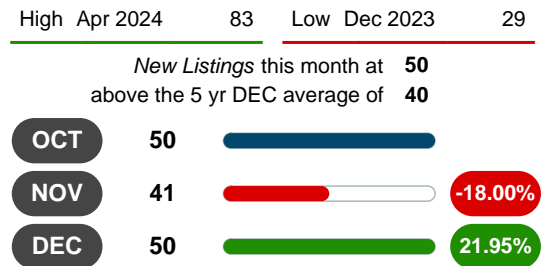 High Apr 2024 83 Low Dec 2023 29
New Listings this month at 50
above the 5 yr DEC average of 40
OCT 50
NOV 41 -18.00%
DEC 50 21.95%